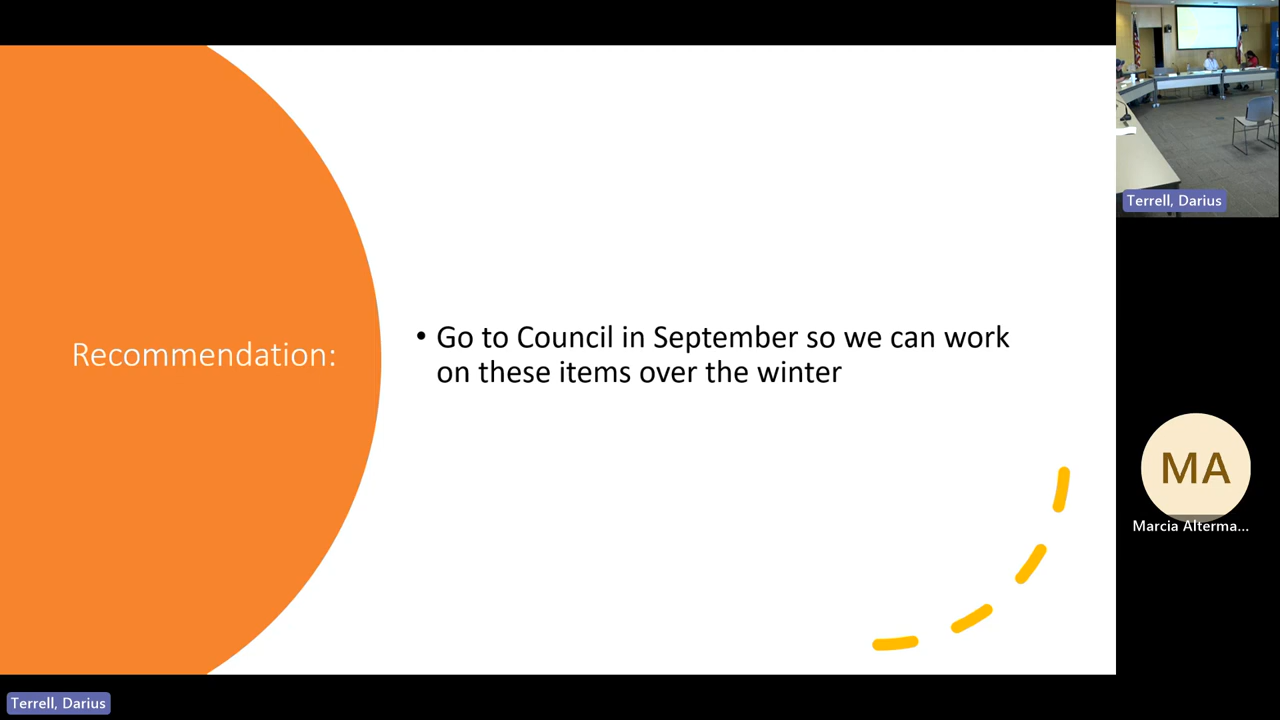 Recommendation:
• Go to Council in September so we can work
on these items over the winter
Terrell, Darius
MA
Marcia Alterma...
Terrell, Darius